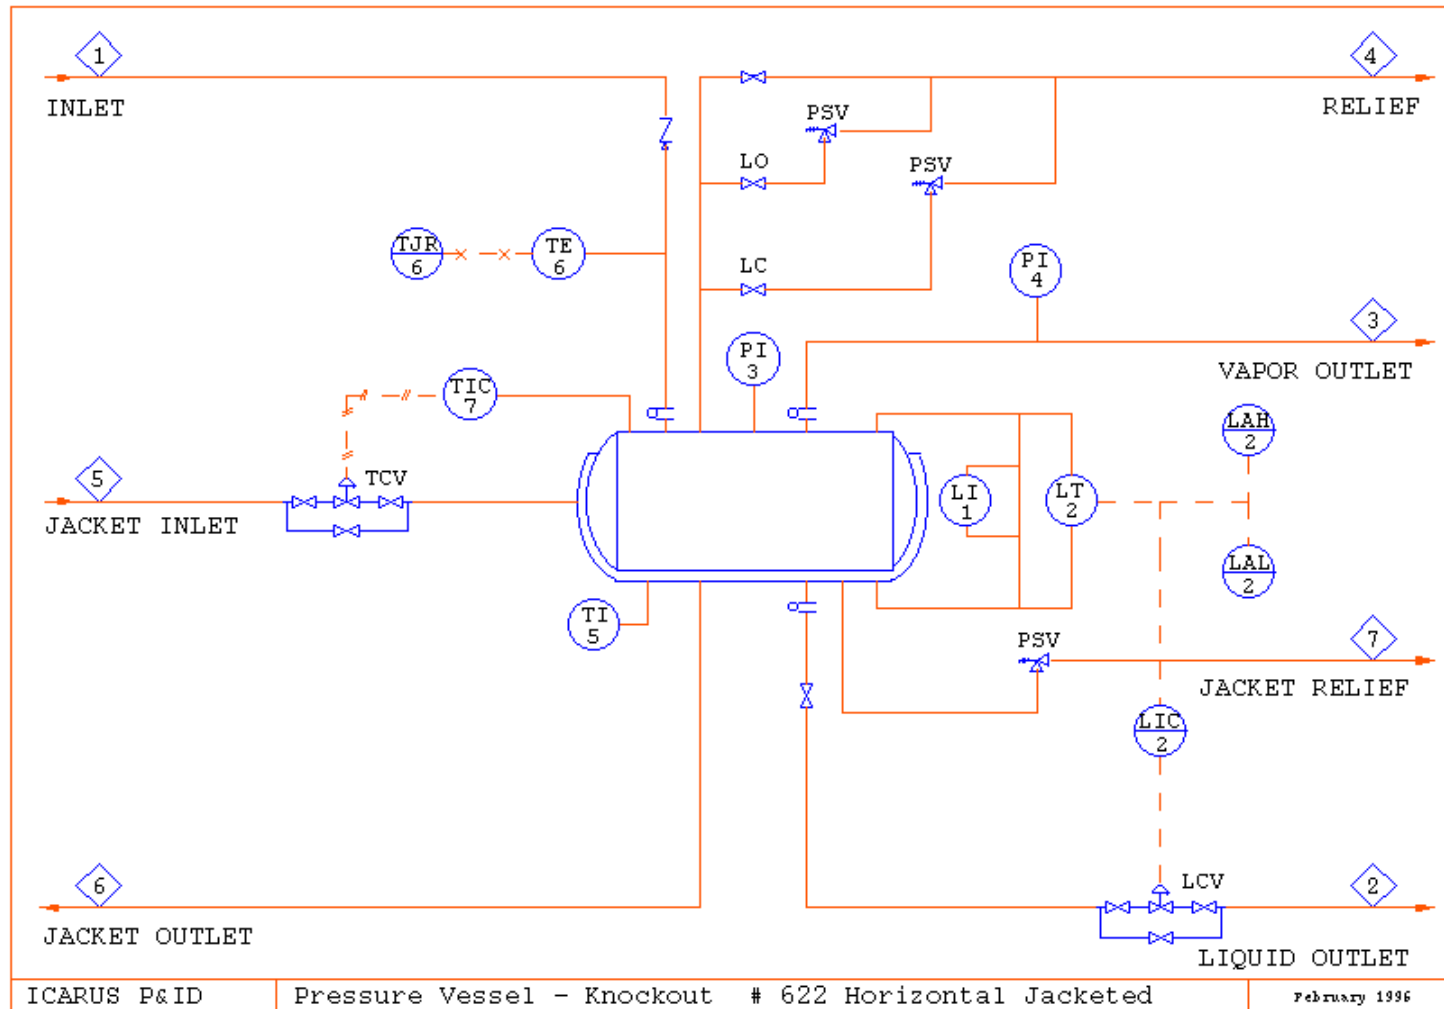 1
4
INLET
RELIEF
PSV
LO
PSV
TJR
6
TE
6
LC
PI
4
PI
3
3
VAPOR OUTLET
TIC
7
LAH
2
5
TCV
JACKET INLET
LI
1
LT
2
LAL
2
TI
5
PSV
7
JACKET RELIEF
LIC
2
6
LCV
2
JACKET OUTLET
LIQUID OUTLET
ICARUS P&ID
Pressure Vessel - Knockout # 622 Horizontal Jacketed
February 1996